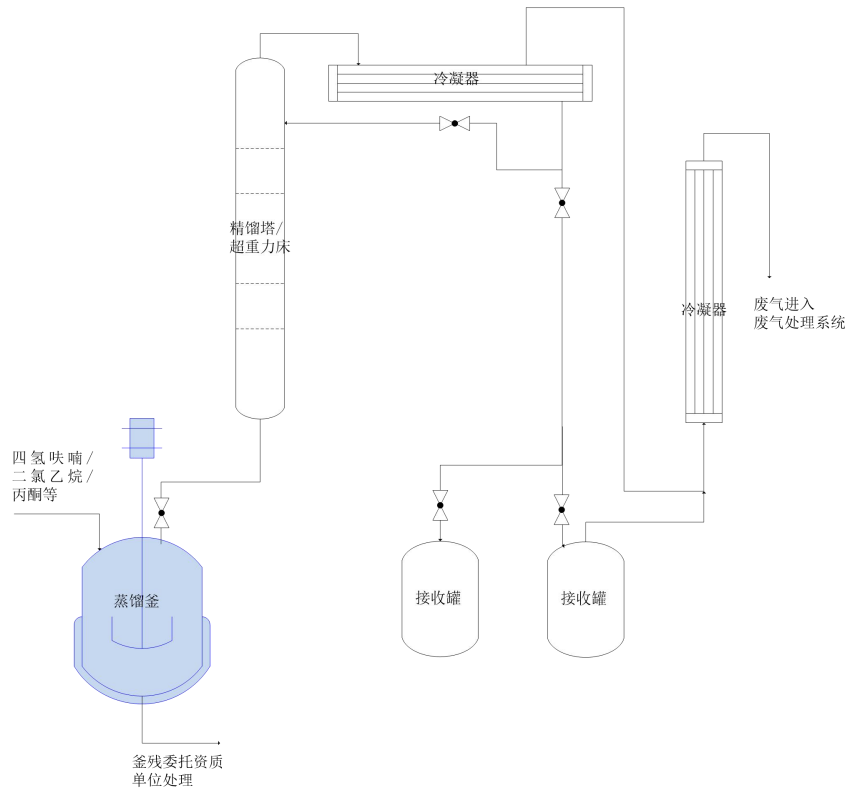 冷凝器
精馏塔/
超重力床
冷凝器
废气进入
废气处理系统
四氢呋喃/
二氯乙烷/
丙酮等
蒸馏釜
接收罐
接收罐
釜残委托资质
单位处理